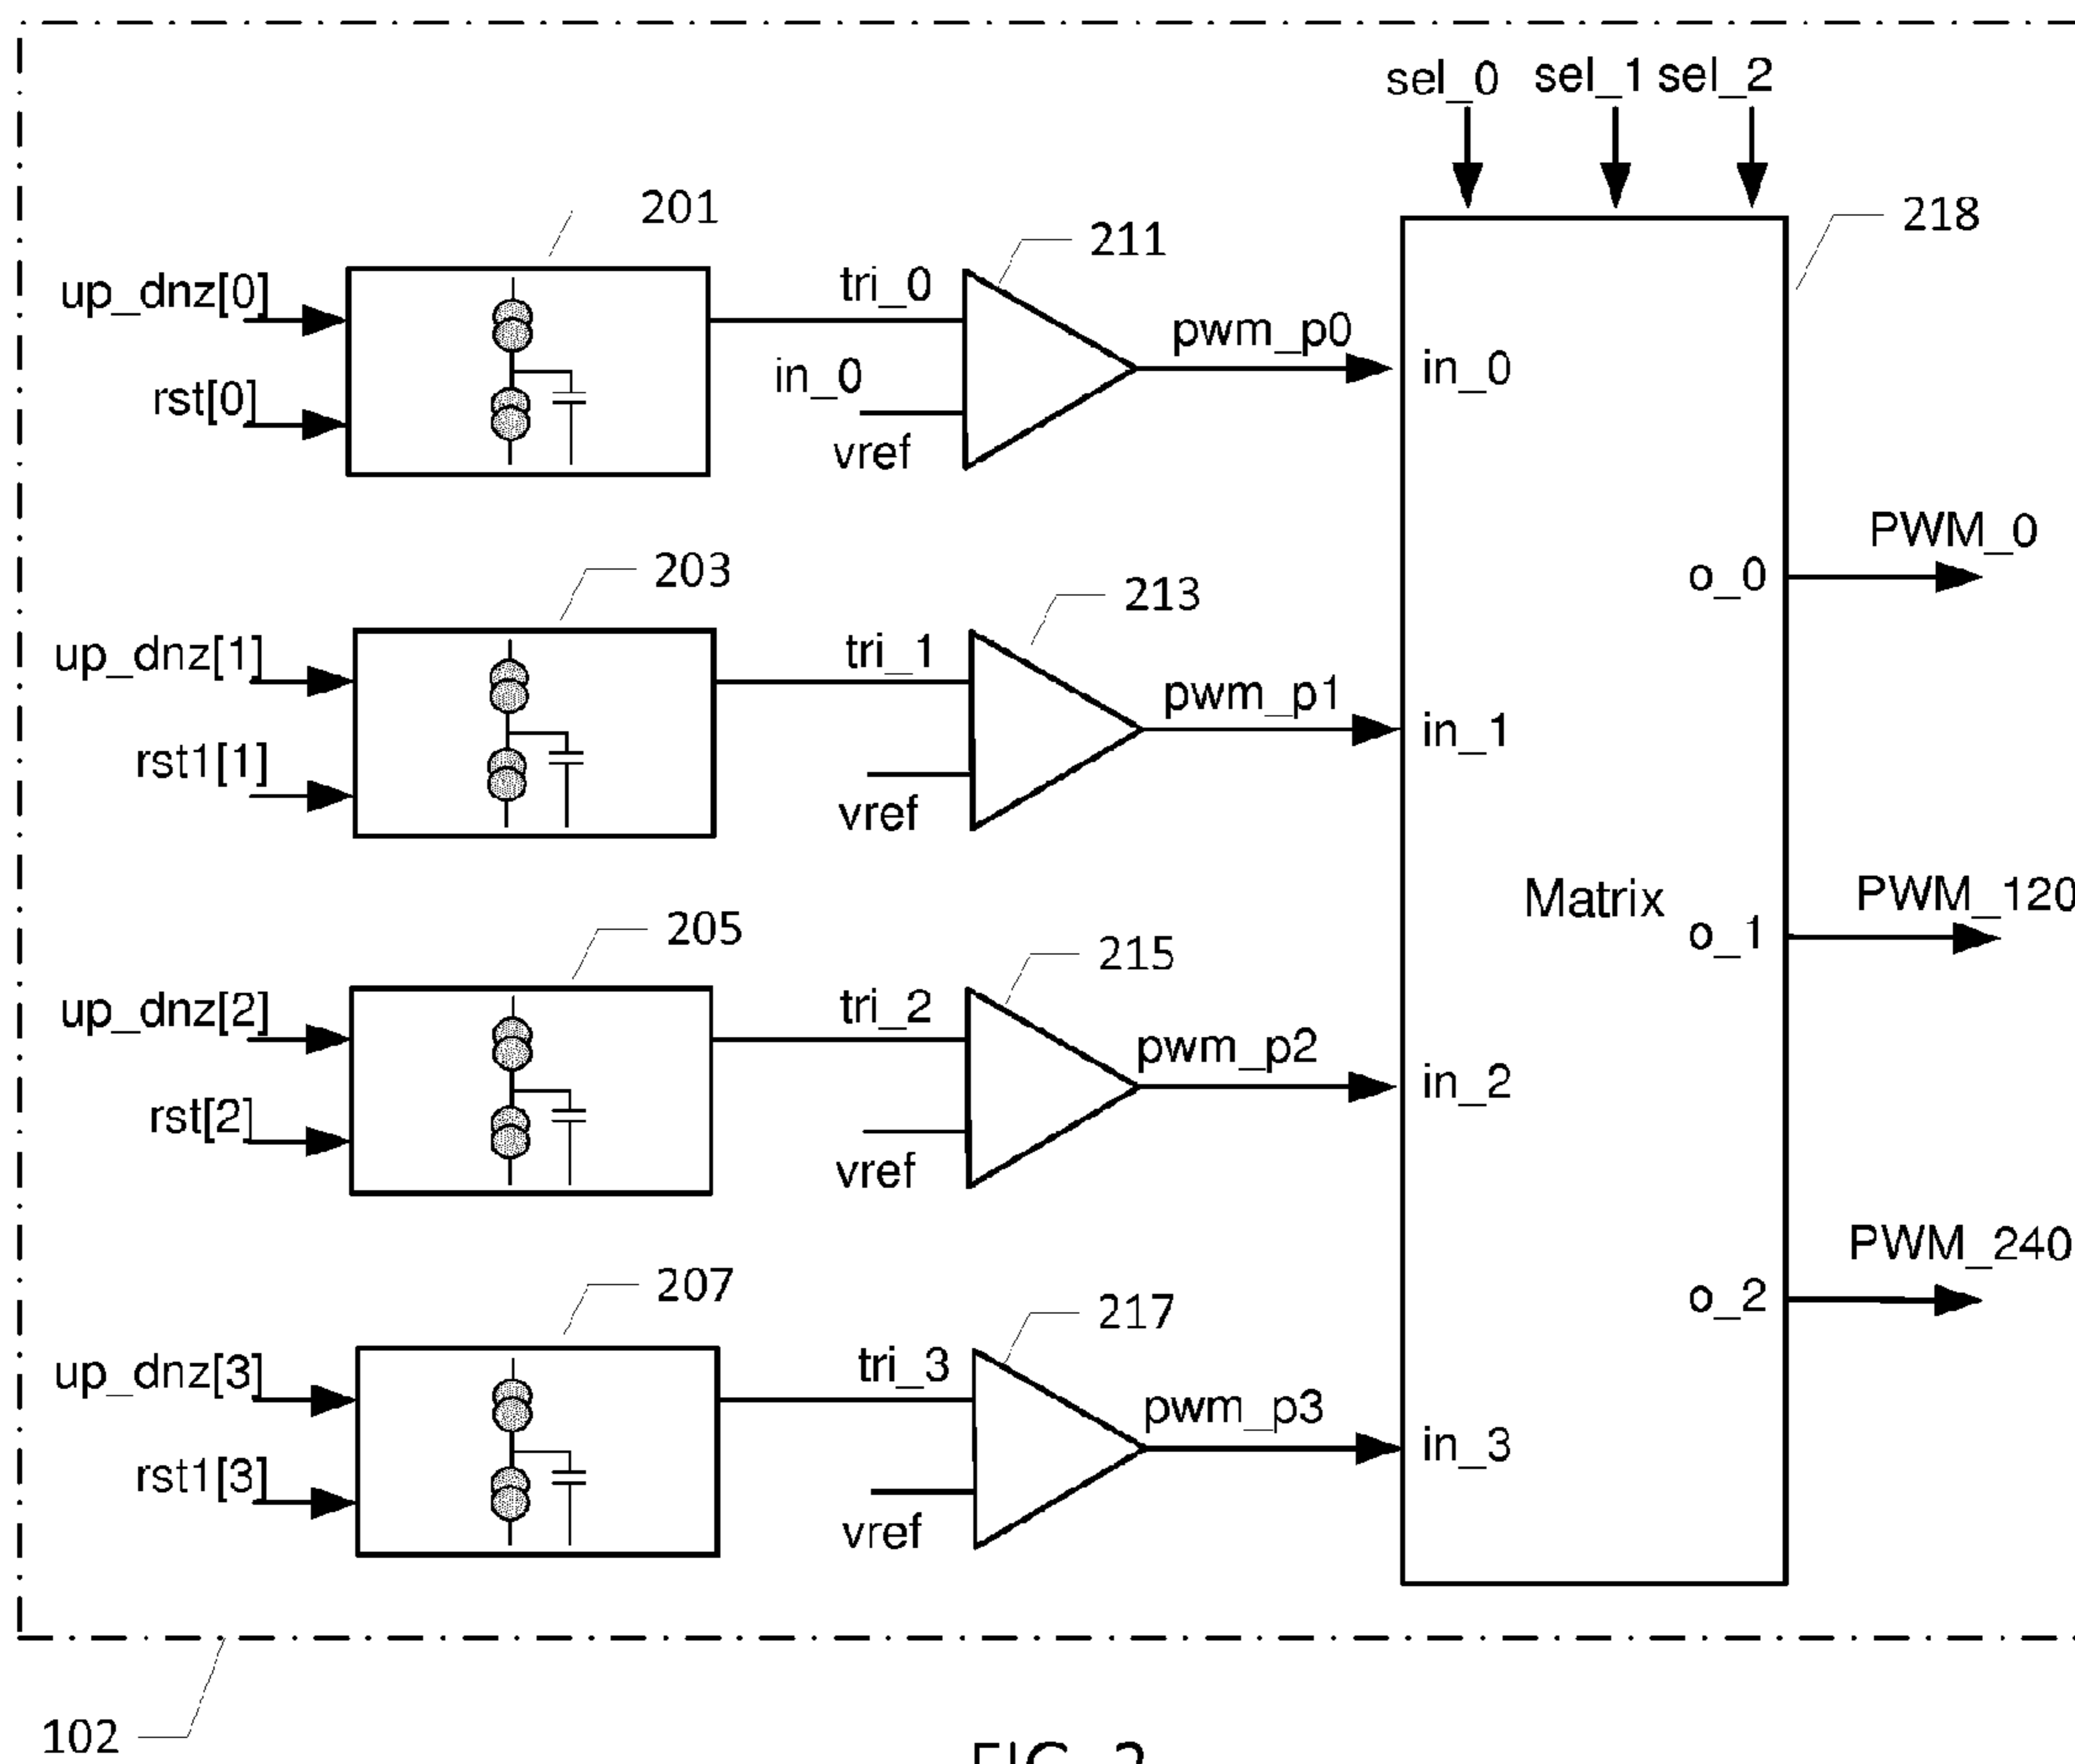 sel_0 sel_1 sel_2
201
211
218
up_dnz[0]
tri_0
pwm_p0
in_0
rst[0]
in_0
vref
PWM_0
o_0
203
213
up_dnz[1]
tri_1
pwm_p1
in_1
rst1[1]
vref
Matrix
PWM_120
o_1
205
215
up_dnz[2]
tri_2
pwm_p2
in_2
rst[2]
vref
PWM_240
o_2
207
217
up_dnz[3]
tri_3
pwm_p3
in_3
rst1[3]
vref
102
FIG. 2